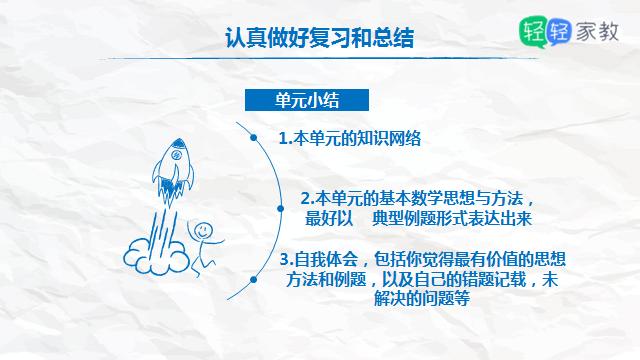 认真做好复习和总结
轻轻家教
单元小结
1.本单元的知识网络
2.本单元的基本数学思想与方法，
最好以 典型例题形式表达出来
3.自我体会，包括你觉得最有价值的思想
方法和例题，以及自己的错题记载，未
解决的问题等